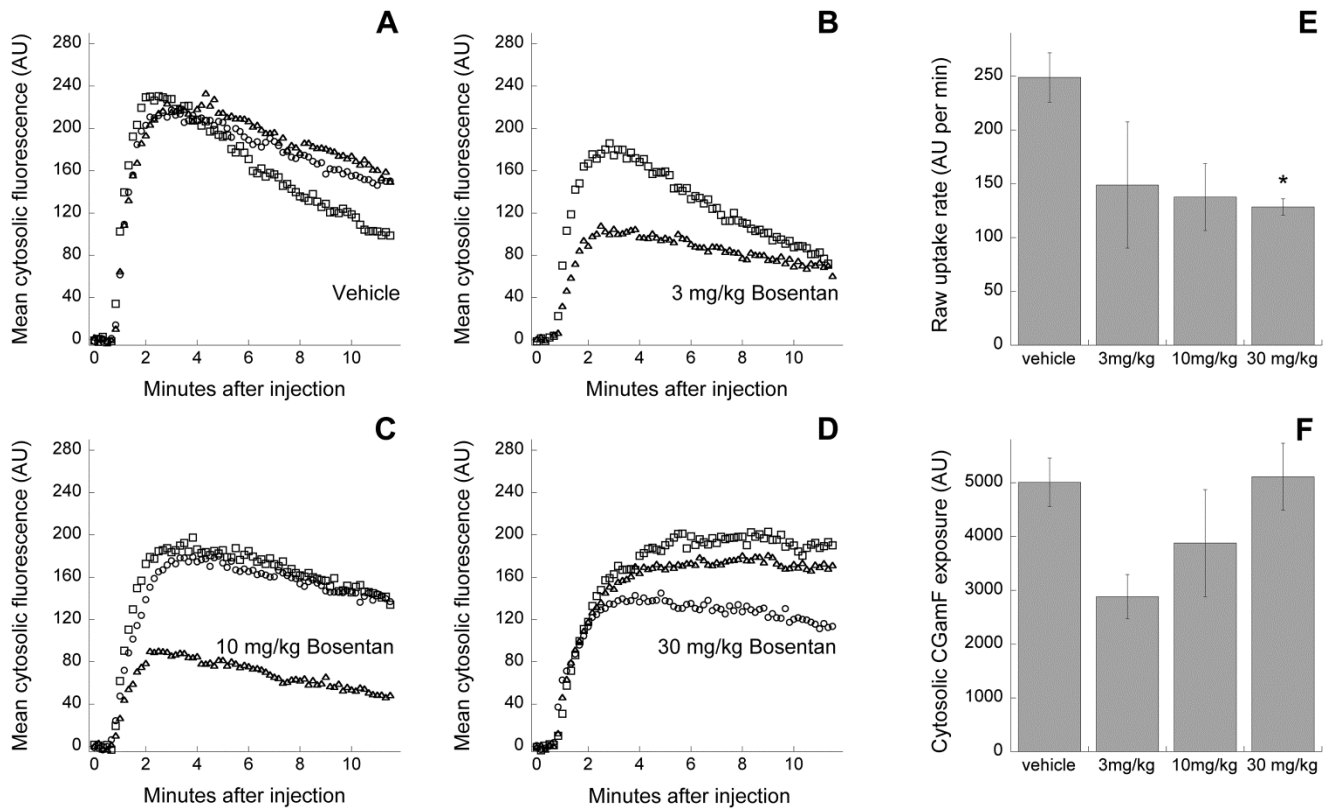 A
Mean cytosolic fluorescence (AU)
280
240
200
160
120
80
40
0
Vehicle
0 2 4 6 8 10
Minutes after injection
B
Mean cytosolic fluorescence (AU)
280
240
200
160
120
80
40
0
3 mg/kg Bosentan
0 2 4 6 8 10
Minutes after injection
E
Raw uptake rate (AU per min)
250
200
150
100
50
0
*
vehicle 3mg/kg 10mg/kg 30 mg/kg
C
Mean cytosolic fluorescence (AU)
280
240
200
160
120
80
40
0
10 mg/kg Bosentan
0 2 4 6 8 10
Minutes after injection
D
Mean cytosolic fluorescence (AU)
280
240
200
160
120
80
40
0
30 mg/kg Bosentan
0 2 4 6 8 10
Minutes after injection
F
Cytosolic CGamF exposure (AU)
5000
4000
3000
2000
1000
0
vehicle 3mg/kg 10mg/kg 30 mg/kg